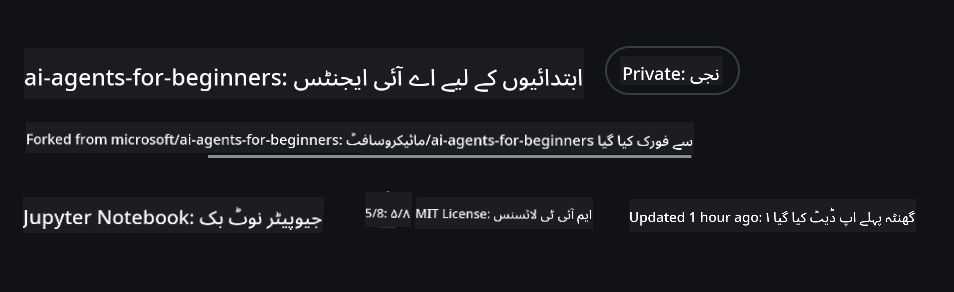 ai-agents-for-beginners: ابتدائیوں کے لیے اے آئی ایجنٹس
Private: نجی
Forked from microsoft/ai-agents-for-beginners: مائیکروسافٹ/ai-agents-for-beginners سے فورک کیا گیا
Jupyter Notebook: جیوپیٹر نوٹ بک
5/8: ۵/۸
MIT License: ایم آئی ٹی لائسنس
Updated 1 hour ago: ۱ گھنٹہ پہلے اپ ڈیٹ کیا گیا